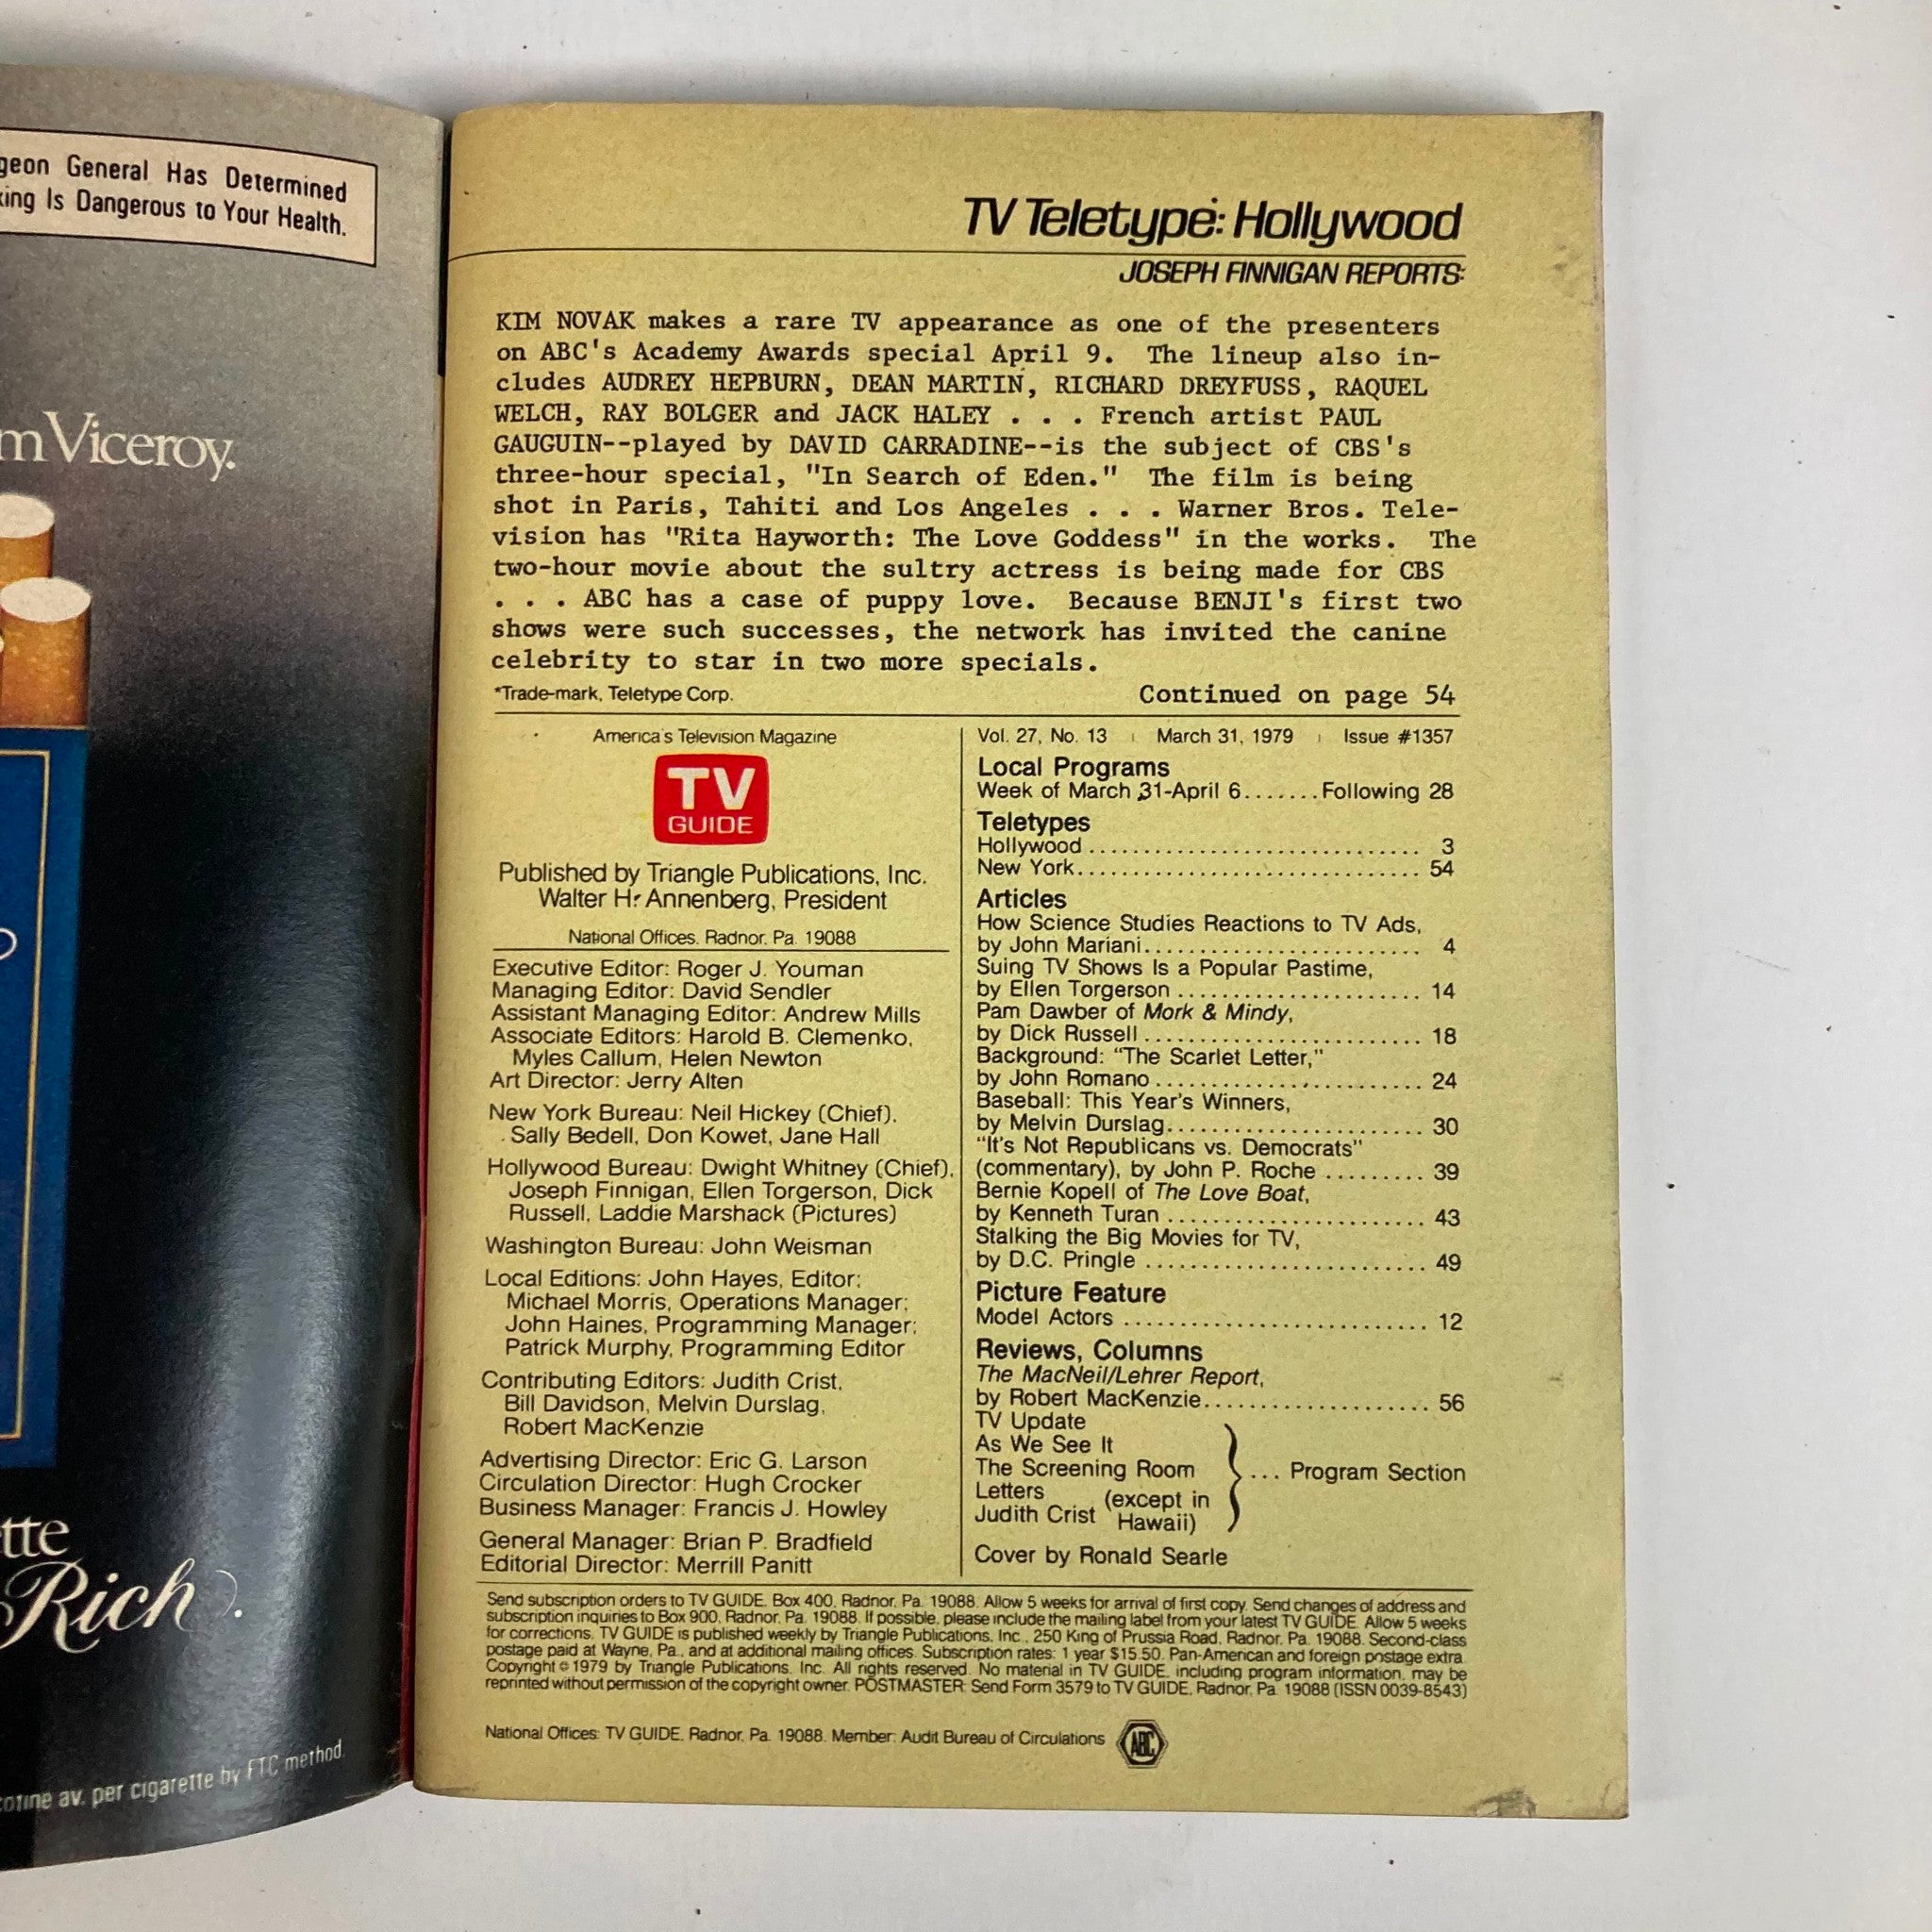 geon General Has Determined
king Is Dangerous to Your Health.
m Viceroy.
tte
Rich.
cotine av. per cigarette by FTC method.
TV Teletype: Hollywood
JOSEPH FINNIGAN REPORTS:
KIM NOVAK makes a rare TV appearance as one of the presenters
on ABC's Academy Awards special April 9. The lineup also in-
cludes AUDREY HEPBURN, DEAN MARTIN, RICHARD DREYFUSS, RAQUEL
WELCH, RAY BOLGER and JACK HALEY . . . French artist PAUL
GAUGUIN--played by DAVID CARRADINE--is the subject of CBS's
three-hour special, "In Search of Eden." The film is being
shot in Paris, Tahiti and Los Angeles . . . Warner Bros. Tele-
vision has "Rita Hayworth: The Love Goddess" in the works. The
two-hour movie about the sultry actress is being made for CBS
. . . ABC has a case of puppy love. Because BENJI's first two
shows were such successes, the network has invited the canine
celebrity to star in two more specials.
*Trade-mark, Teletype Corp.
Continued on page 54
America's Television Magazine
TV
GUIDE
Published by Triangle Publications, Inc.
Walter H. Annenberg, President
National Offices, Radnor, Pa. 19088
Executive Editor: Roger J. Youman
Managing Editor: David Sendler
Assistant Managing Editor: Andrew Mills
Associate Editors: Harold B. Clemenko,
Myles Callum, Helen Newton
Art Director: Jerry Alten
New York Bureau: Neil Hickey (Chief),
Sally Bedell, Don Kowet, Jane Hall
Hollywood Bureau: Dwight Whitney (Chief),
Joseph Finnigan, Ellen Torgerson, Dick
Russell, Laddie Marshack (Pictures)
Washington Bureau: John Weisman
Local Editions: John Hayes, Editor;
Michael Morris, Operations Manager;
John Haines, Programming Manager;
Patrick Murphy, Programming Editor
Contributing Editors: Judith Crist,
Bill Davidson, Melvin Durslag,
Robert MacKenzie
Advertising Director: Eric G. Larson
Circulation Director: Hugh Crocker
Business Manager: Francis J. Howley
General Manager: Brian P. Bradfield
Editorial Director: Merrill Panitt
Vol. 27, No. 13 | March 31, 1979 | Issue #1357
Local Programs
Week of March 31-April 6.......Following 28
Teletypes
Hollywood .............................. 3
New York............................... 54
Articles
How Science Studies Reactions to TV Ads,
by John Mariani......................... 4
Suing TV Shows Is a Popular Pastime,
by Ellen Torgerson ...................... 14
Pam Dawber of Mork & Mindy,
by Dick Russell ......................... 18
Background: "The Scarlet Letter,"
by John Romano ........................ 24
Baseball: This Year's Winners,
by Melvin Durslag....................... 30
"It's Not Republicans vs. Democrats"
(commentary), by John P. Roche ......... 39
Bernie Kopell of The Love Boat,
by Kenneth Turan ....................... 43
Stalking the Big Movies for TV,
by D.C. Pringle ......................... 49
Picture Feature
Model Actors ........................... 12
Reviews, Columns
The MacNeil/Lehrer Report,
by Robert MacKenzie.................... 56
TV Update
As We See It
The Screening Room
Letters
Judith Crist (except in
Hawaii)
... Program Section
Cover by Ronald Searle
Send subscription orders to TV GUIDE, Box 400, Radnor, Pa. 19088. Allow 5 weeks for arrival of first copy. Send changes of address and
subscription inquiries to Box 900, Radnor, Pa. 19088. If possible, please include the mailing label from your latest TV GUIDE. Allow 5 weeks
for corrections. TV GUIDE is published weekly by Triangle Publications, Inc., 250 King of Prussia Road, Radnor, Pa. 19088. Second-class
postage paid at Wayne, Pa., and at additional mailing offices. Subscription rates: 1 year $15.50. Pan-American and foreign postage extra.
Copyright © 1979 by Triangle Publications, Inc. All rights reserved. No material in TV GUIDE, including program information, may be
reprinted without permission of the copyright owner. POSTMASTER: Send Form 3579 to TV GUIDE, Radnor, Pa. 19088 (ISSN 0039-8543)
National Offices: TV GUIDE, Radnor, Pa. 19088. Member: Audit Bureau of Circulations
ABC